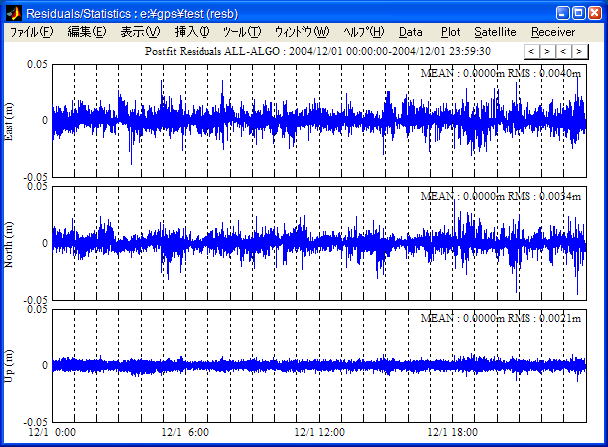 Residuals/Statistics : e:¥gps¥test (resb)
ファイル(F) 編集(E) 表示(V) 挿入(I) ツール(T) ウィンドウ(W) ヘルプ(H) Data Plot Satellite Receiver
Postfit Residuals ALL-ALGO : 2004/12/01 00:00:00-2004/12/01 23:59:30 < > < >
0.05
MEAN : 0.0000m RMS : 0.0040m
East (m)
0
-0.05
0.05
MEAN : 0.0000m RMS : 0.0034m
North (m)
0
-0.05
0.05
MEAN : 0.0000m RMS : 0.0021m
Up (m)
0
-0.05
12/1 0:00 12/1 6:00 12/1 12:00 12/1 18:00